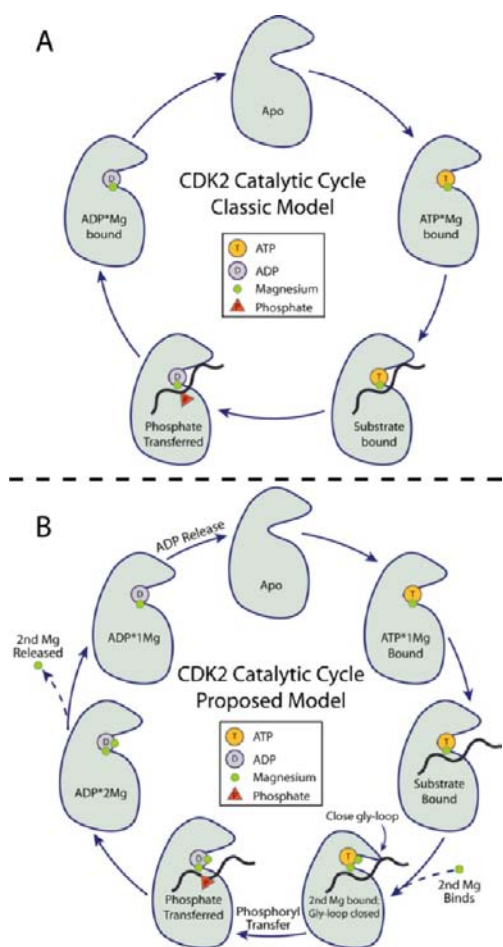 A
Apo
CDK2 Catalytic Cycle
Classic Model
D
ADP*Mg
bound
T
ATP*Mg
bound
T ATP
D ADP
Magnesium
P Phosphate
D
P
Phosphate
Transferred
T
Substrate
bound
B
ADP Release
Apo
D
ADP*1Mg
T
ATP*1Mg
Bound
2nd Mg
Released
CDK2 Catalytic Cycle
Proposed Model
D
ADP*2Mg
T ATP
D ADP
Magnesium
P Phosphate
T
Substrate
Bound
Close gly-loop
D
P
Phosphate
Transferred
Phosphoryl
Transfer
T
2nd Mg bound;
Gly-loop closed
2nd Mg
Binds